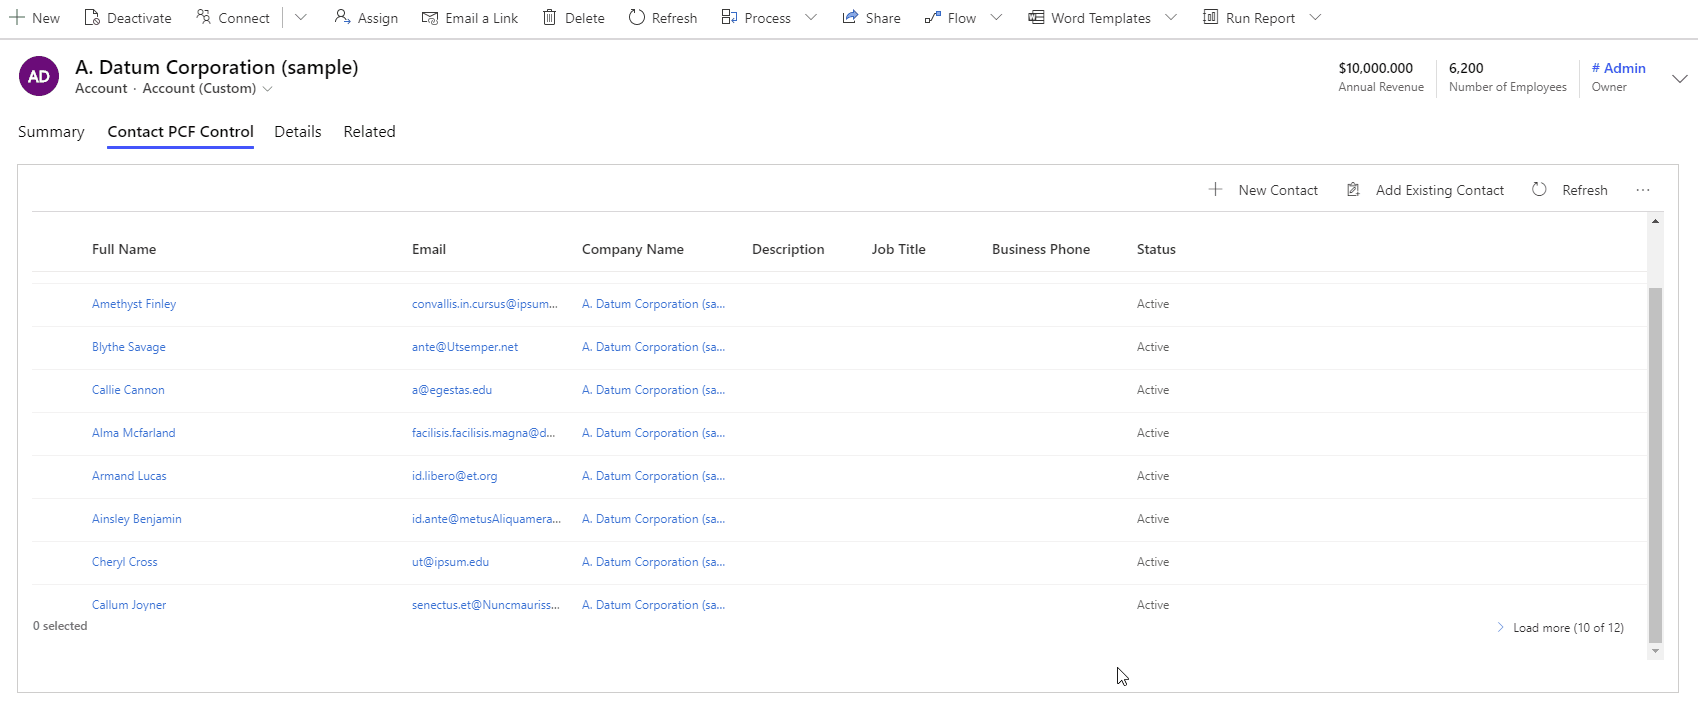 New Deactivate Connect Assign Email a Link Delete Refresh Process Share Flow Word Templates Run Report
AD
A. Datum Corporation (sample)
Account · Account (Custom)
$10,000.000
Annual Revenue
6,200
Number of Employees
# Admin
Owner
Summary Contact PCF Control Details Related
New Contact Add Existing Contact Refresh ...
Full Name Email Company Name Description Job Title Business Phone Status
Amethyst Finley convallis.in.cursus@ipsum... A. Datum Corporation (sa... Active
Blythe Savage ante@Utsemper.net A. Datum Corporation (sa... Active
Callie Cannon a@egestas.edu A. Datum Corporation (sa... Active
Alma Mcfarland facilisis.facilisis.magna@d... A. Datum Corporation (sa... Active
Armand Lucas id.libero@et.org A. Datum Corporation (sa... Active
Ainsley Benjamin id.ante@metusAliquamera... A. Datum Corporation (sa... Active
Cheryl Cross ut@ipsum.edu A. Datum Corporation (sa... Active
Callum Joyner senectus.et@Nuncmauriss... A. Datum Corporation (sa... Active
0 selected Load more (10 of 12)